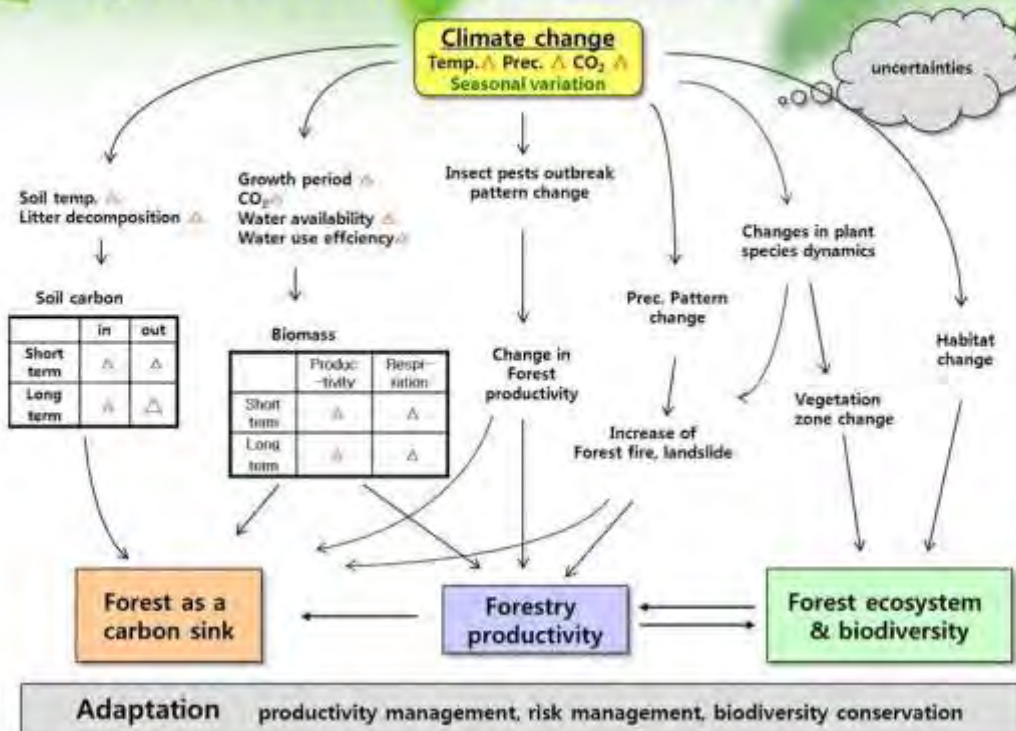 Climate change
Temp.△ Prec. △ CO₂ △
Seasonal variation
uncertainties
Soil temp. △
Litter decomposition △
Growth period △
CO₂△
Water availability △
Water use effciency△
Insect pests outbreak
pattern change
Changes in plant
species dynamics
Soil carbon
in out
Short
term △ △
Long
term △ △
Biomass
Produc
-tivity Respi-
ration
Short
term △ △
Long
term △ △
Change in
Forest
productivity
Prec. Pattern
change
Increase of
Forest fire, landslide
Vegetation
zone change
Habitat
change
Forest as a
carbon sink
Forestry
productivity
Forest ecosystem
& biodiversity
Adaptation productivity management, risk management, biodiversity conservation